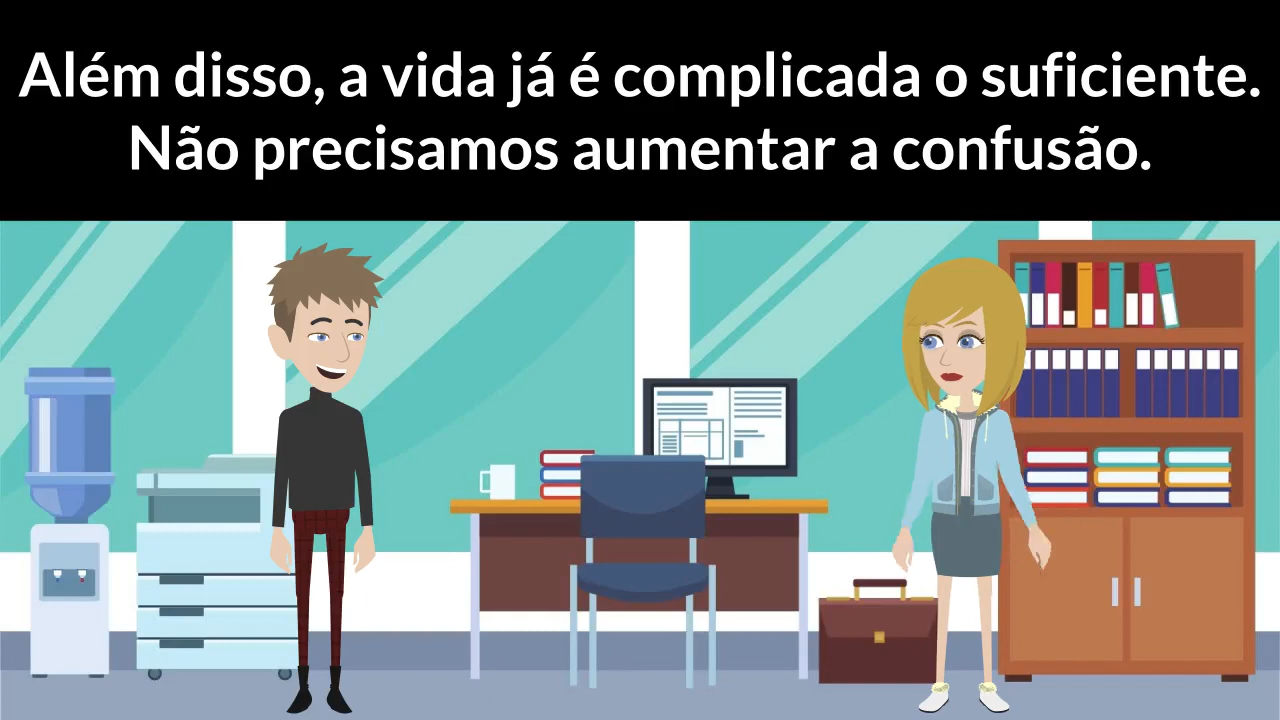 Além disso, a vida já é complicada o suficiente.
Não precisamos aumentar a confusão.